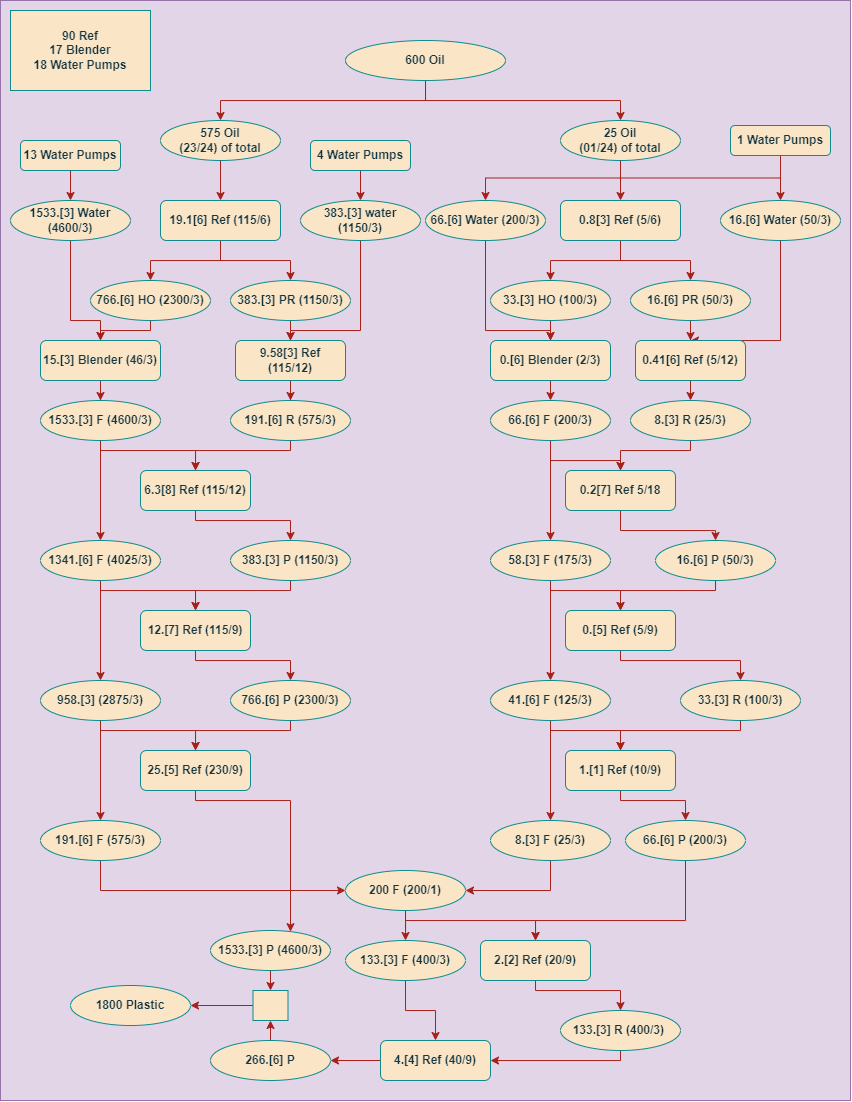 90 Ref
17 Blender
18 Water Pumps
600 Oil
575 Oil
(23/24) of total
25 Oil
(01/24) of total
13 Water Pumps
4 Water Pumps
1 Water Pumps
1533.[3] Water
(4600/3)
19.1[6] Ref (115/6)
383.[3] water
(1150/3)
66.[6] Water (200/3)
0.8[3] Ref (5/6)
16.[6] Water (50/3)
766.[6] HO (2300/3)
383.[3] PR (1150/3)
33.[3] HO (100/3)
16.[6] PR (50/3)
15.[3] Blender (46/3)
9.58[3] Ref
(115/12)
0.[6] Blender (2/3)
0.41[6] Ref (5/12)
1533.[3] F (4600/3)
191.[6] R (575/3)
66.[6] F (200/3)
8.[3] R (25/3)
6.3[8] Ref (115/12)
0.2[7] Ref 5/18
1341.[6] F (4025/3)
383.[3] P (1150/3)
58.[3] F (175/3)
16.[6] P (50/3)
12.[7] Ref (115/9)
0.[5] Ref (5/9)
958.[3] (2875/3)
766.[6] P (2300/3)
41.[6] F (125/3)
33.[3] R (100/3)
25.[5] Ref (230/9)
1.[1] Ref (10/9)
191.[6] F (575/3)
8.[3] F (25/3)
66.[6] P (200/3)
200 F (200/1)
1533.[3] P (4600/3)
133.[3] F (400/3)
2.[2] Ref (20/9)
1800 Plastic
133.[3] R (400/3)
266.[6] P
4.[4] Ref (40/9)